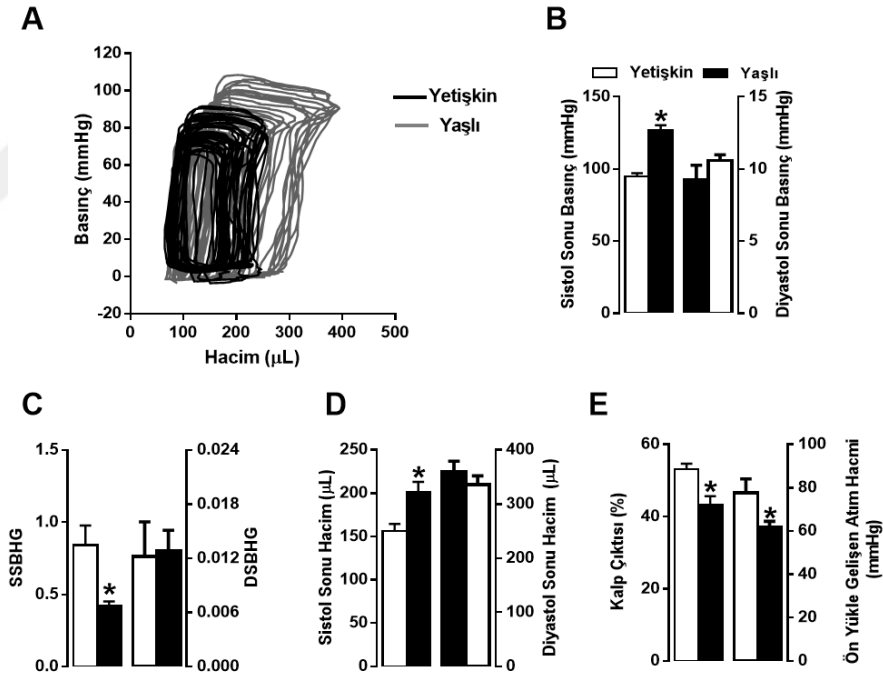 A
120
100
80
60
40
20
0
-20
Basınç (mmHg)
0 100 200 300 400 500
Hacim (μL)
Yetişkin
Yaşlı
B
Yetişkin Yaşlı
150
100
50
0
Sistol Sonu Basınç (mmHg)
*
15
10
5
0
Diyastol Sonu Basınç (mmHg)
C
1.5
1.0
0.5
0.0
SSBHG
*
0.024
0.018
0.012
0.006
0.000
DSBHG
D
250
200
150
100
50
0
Sistol Sonu Hacim (μL)
*
400
300
200
100
0
Diyastol Sonu Hacim (μL)
E
60
40
20
0
Kalp Çıktısı (%)
*
*
100
80
60
40
20
0
Ön Yükle Gelişen Atım Hacmi
(mmHg)